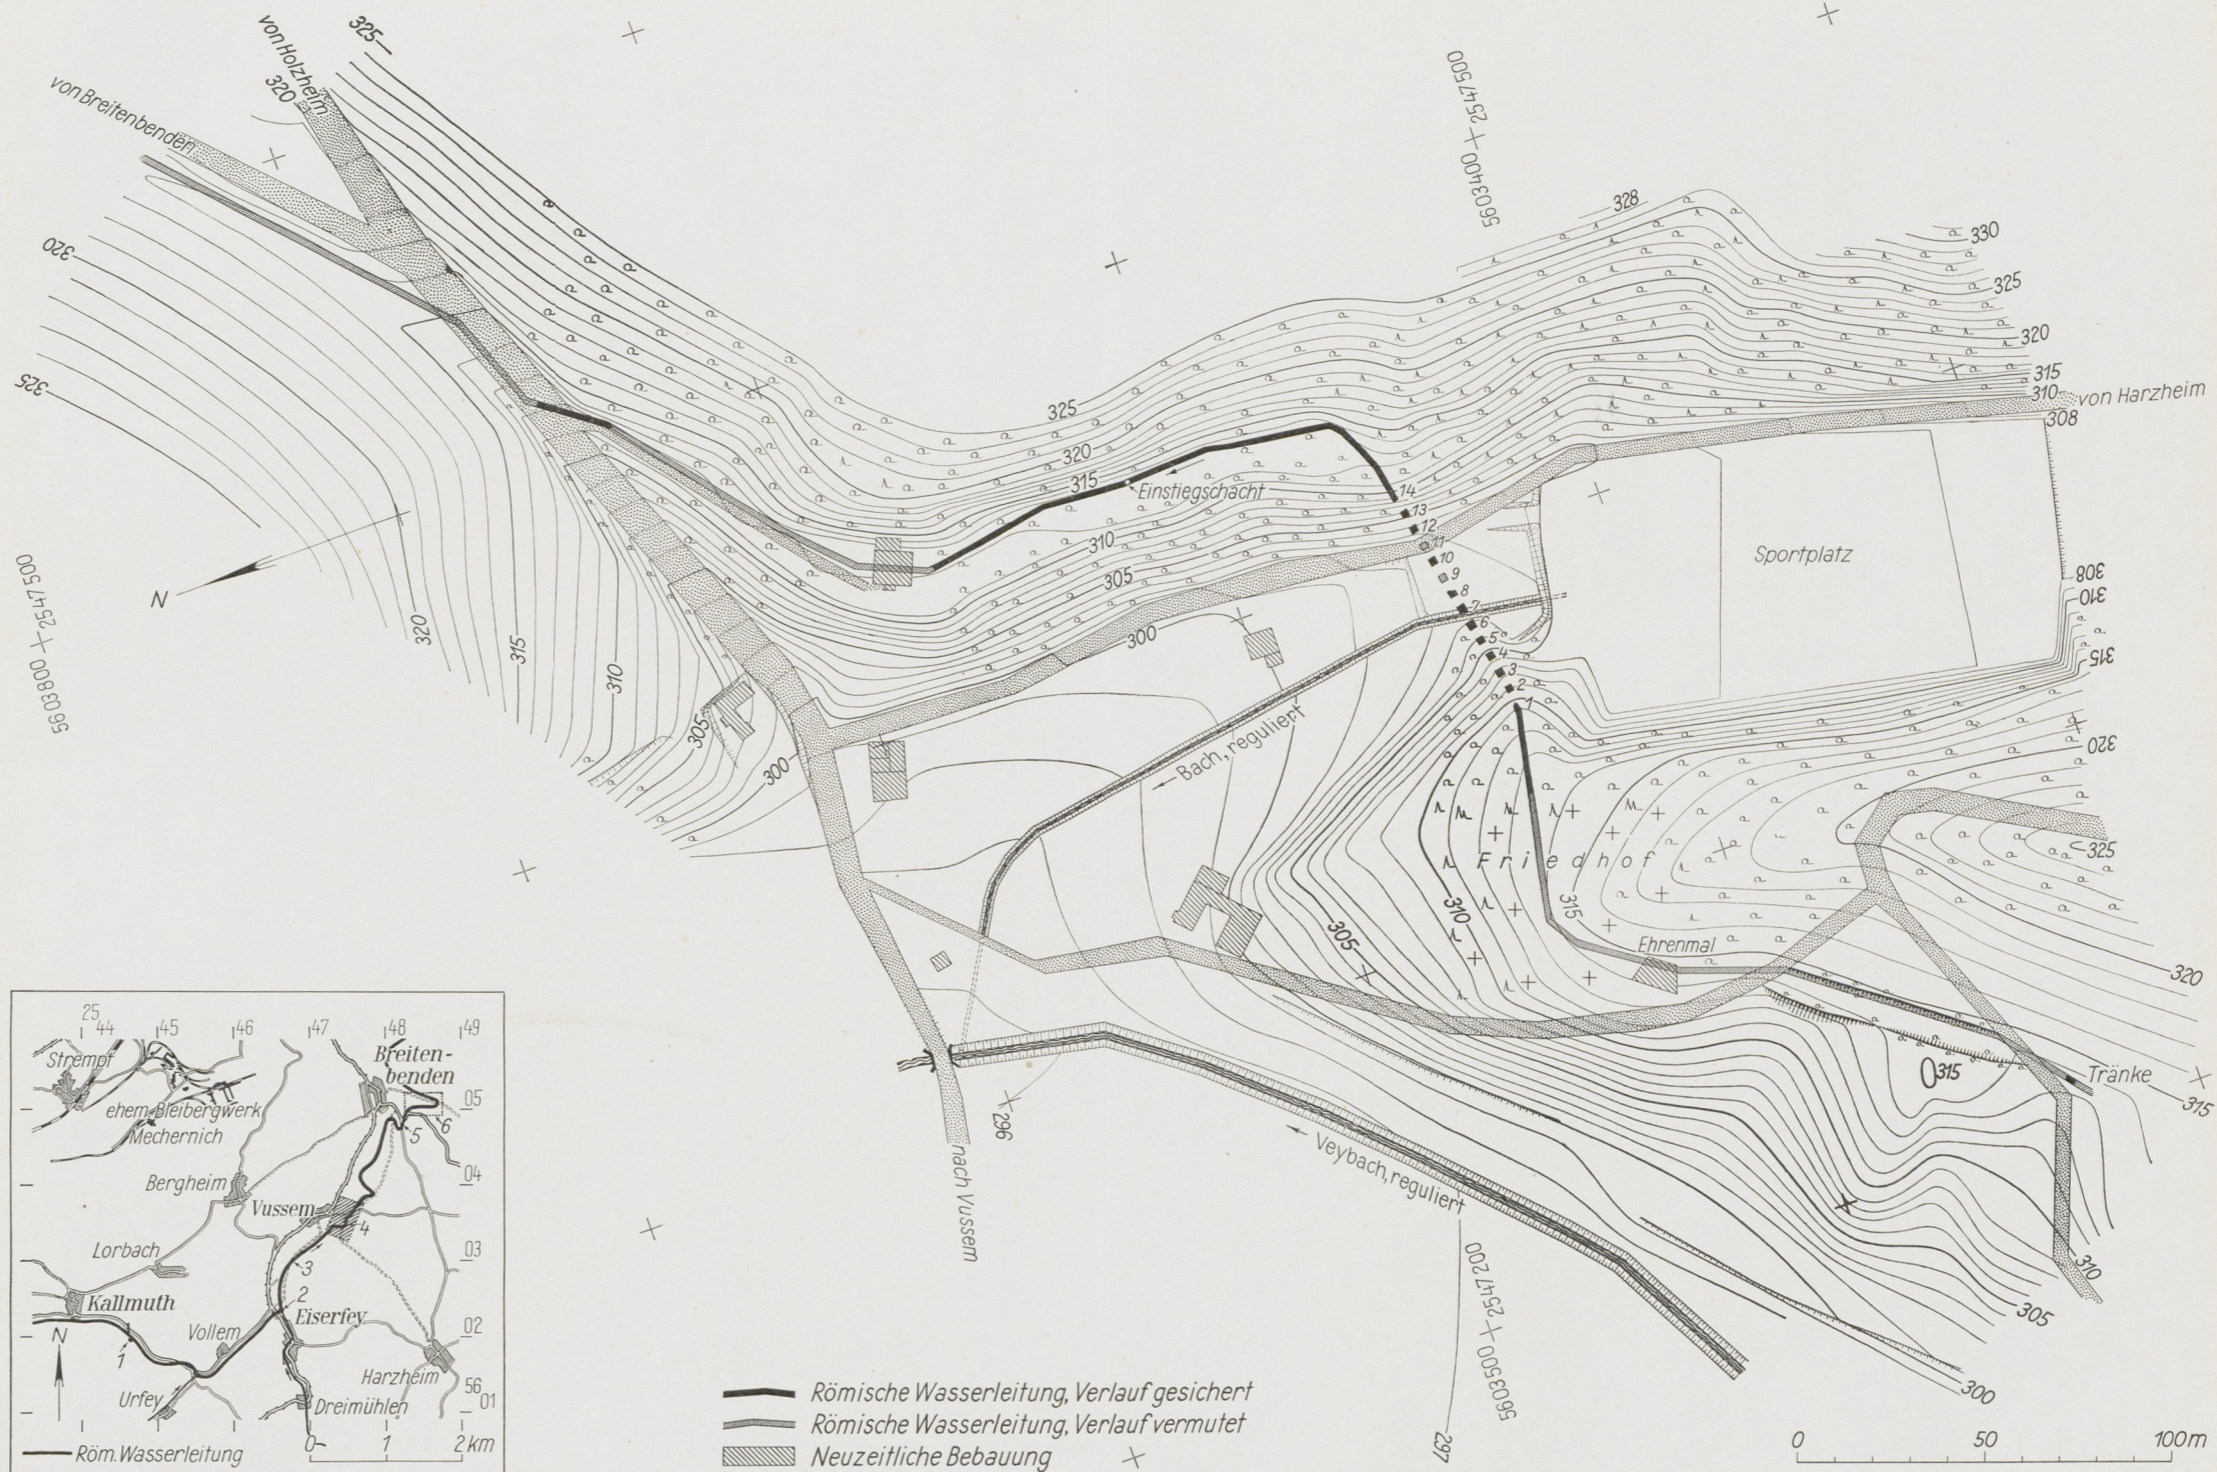 von Holzheim
von Breitenbenden
325
320
320
325
5603800 + 2547500
N
320
315
310
305
300
5603400 + 2547500
328
330
325
320
315
310
von Harzheim
308
325
320
315
Einstiegschacht
310
305
300
14
13
12
11
10
9
8
7
6
5
4
3
2
1
Sportplatz
308
310
315
320
325
Bach, reguliert
Friedhof
315
310
305
Ehrenmal
320
315
Tränke
315
296
Veybach, reguliert
nach Vussem
310
305
300
5603500 + 2547200
297
25
44 45 46 47 48 49
Strempt
Breiten-
benden
ehem. Bleibergwerk
Mechernich
05
6
5
Bergheim
04
Vussem
4
Lorbach
03
3
2
Kallmuth
Eiserfey
Vollem
02
N
1
Harzheim
56
Urfey
Dreimühlen
01
0 1 2 km
Röm. Wasserleitung
Römische Wasserleitung, Verlauf gesichert
Römische Wasserleitung, Verlauf vermutet
Neuzeitliche Bebauung
0 50 100 m